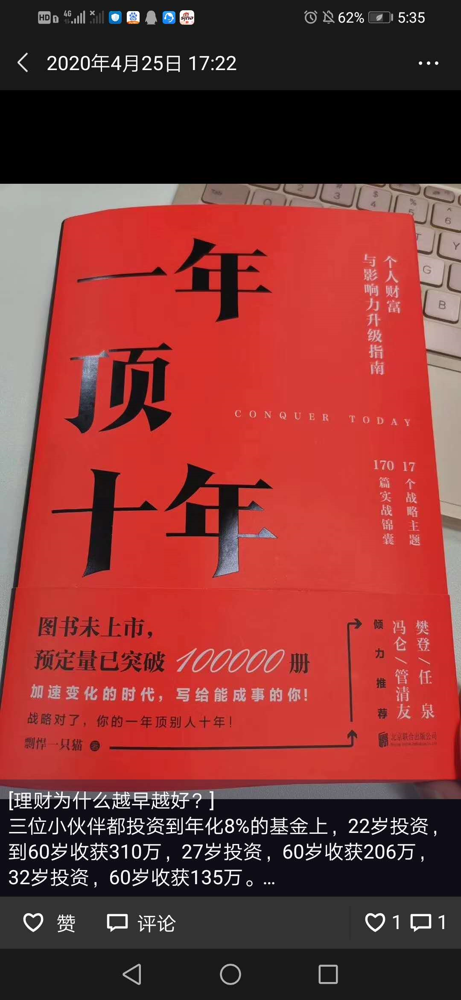 HD 1 4G 62% 5:35
2020年4月25日 17:22
Tab
2
#
3
$
4
%
5
^
6
Q
T
Y
G
B
一年
顶
十年
个人财富
与影响力升级指南
CONQUER TODAY
17个战略主题
170篇实战锦囊
图书未上市，
预定量已突破100000册
加速变化的时代，写给能成事的你！
战略对了，你的一年顶别人十年！
剽悍一只猫 著
樊登／任泉
冯仑／管清友
倾力推荐
北京联合出版公司
[理财为什么越早越好？]
三位小伙伴都投资到年化8%的基金上，22岁投资，
到60岁收获310万，27岁投资，60岁收获206万，
32岁投资，60岁收获135万。...
赞 评论 1 1